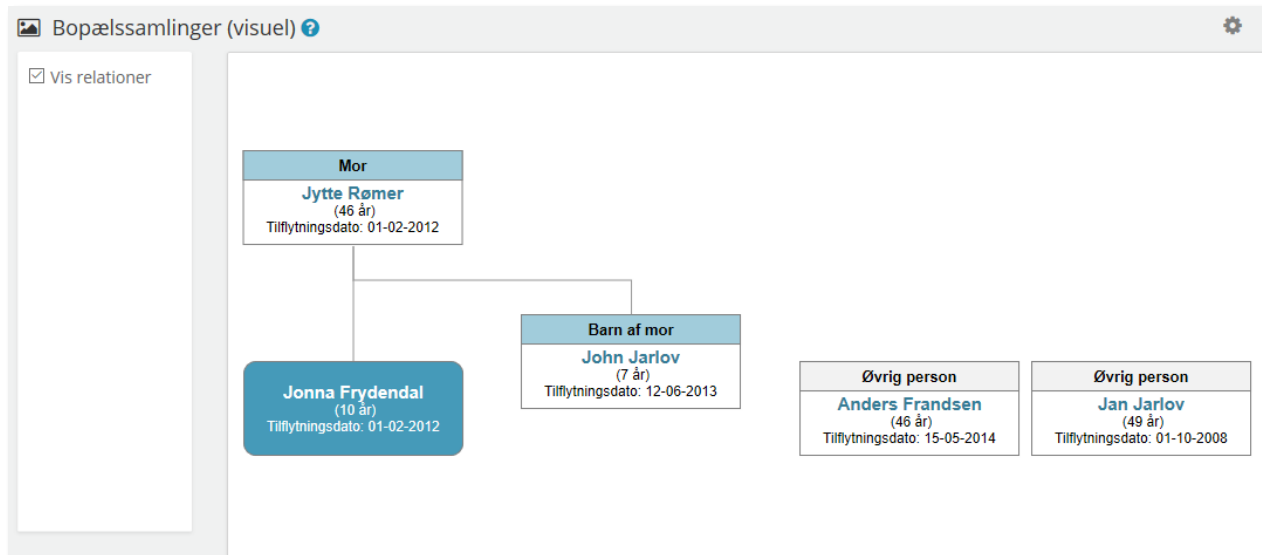 Bopælssamlinger (visuel) ?
Vis relationer
Mor
Jytte Rømer
(46 år)
Tilflytningsdato: 01-02-2012
Barn af mor
John Jarlov
(7 år)
Tilflytningsdato: 12-06-2013
Jonna Frydendal
(10 år)
Tilflytningsdato: 01-02-2012
Øvrig person
Anders Frandsen
(46 år)
Tilflytningsdato: 15-05-2014
Øvrig person
Jan Jarlov
(49 år)
Tilflytningsdato: 01-10-2008